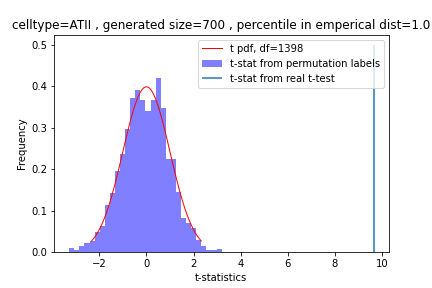 celltype=ATII , generated size=700 , percentile in emperical dist=1.0
t pdf, df=1398
t-stat from permutation labels
t-stat from real t-test
Frequency
0.5
0.4
0.3
0.2
0.1
0.0
−2 0 2 4 6 8 10
t-statistics